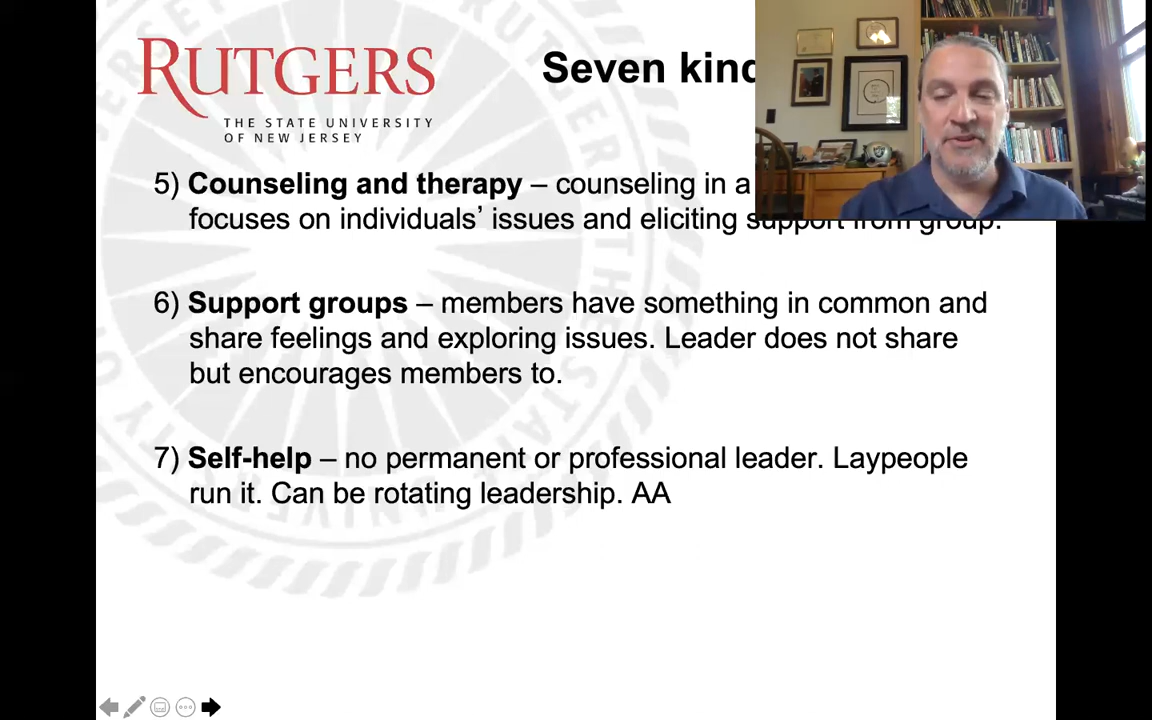 RUTGERS
THE STATE UNIVERSITY
OF NEW JERSEY
Seven kind
5) Counseling and therapy – counseling in a
focuses on individuals’ issues and eliciting support from group.
6) Support groups – members have something in common and
share feelings and exploring issues. Leader does not share
but encourages members to.
7) Self-help – no permanent or professional leader. Laypeople
run it. Can be rotating leadership. AA